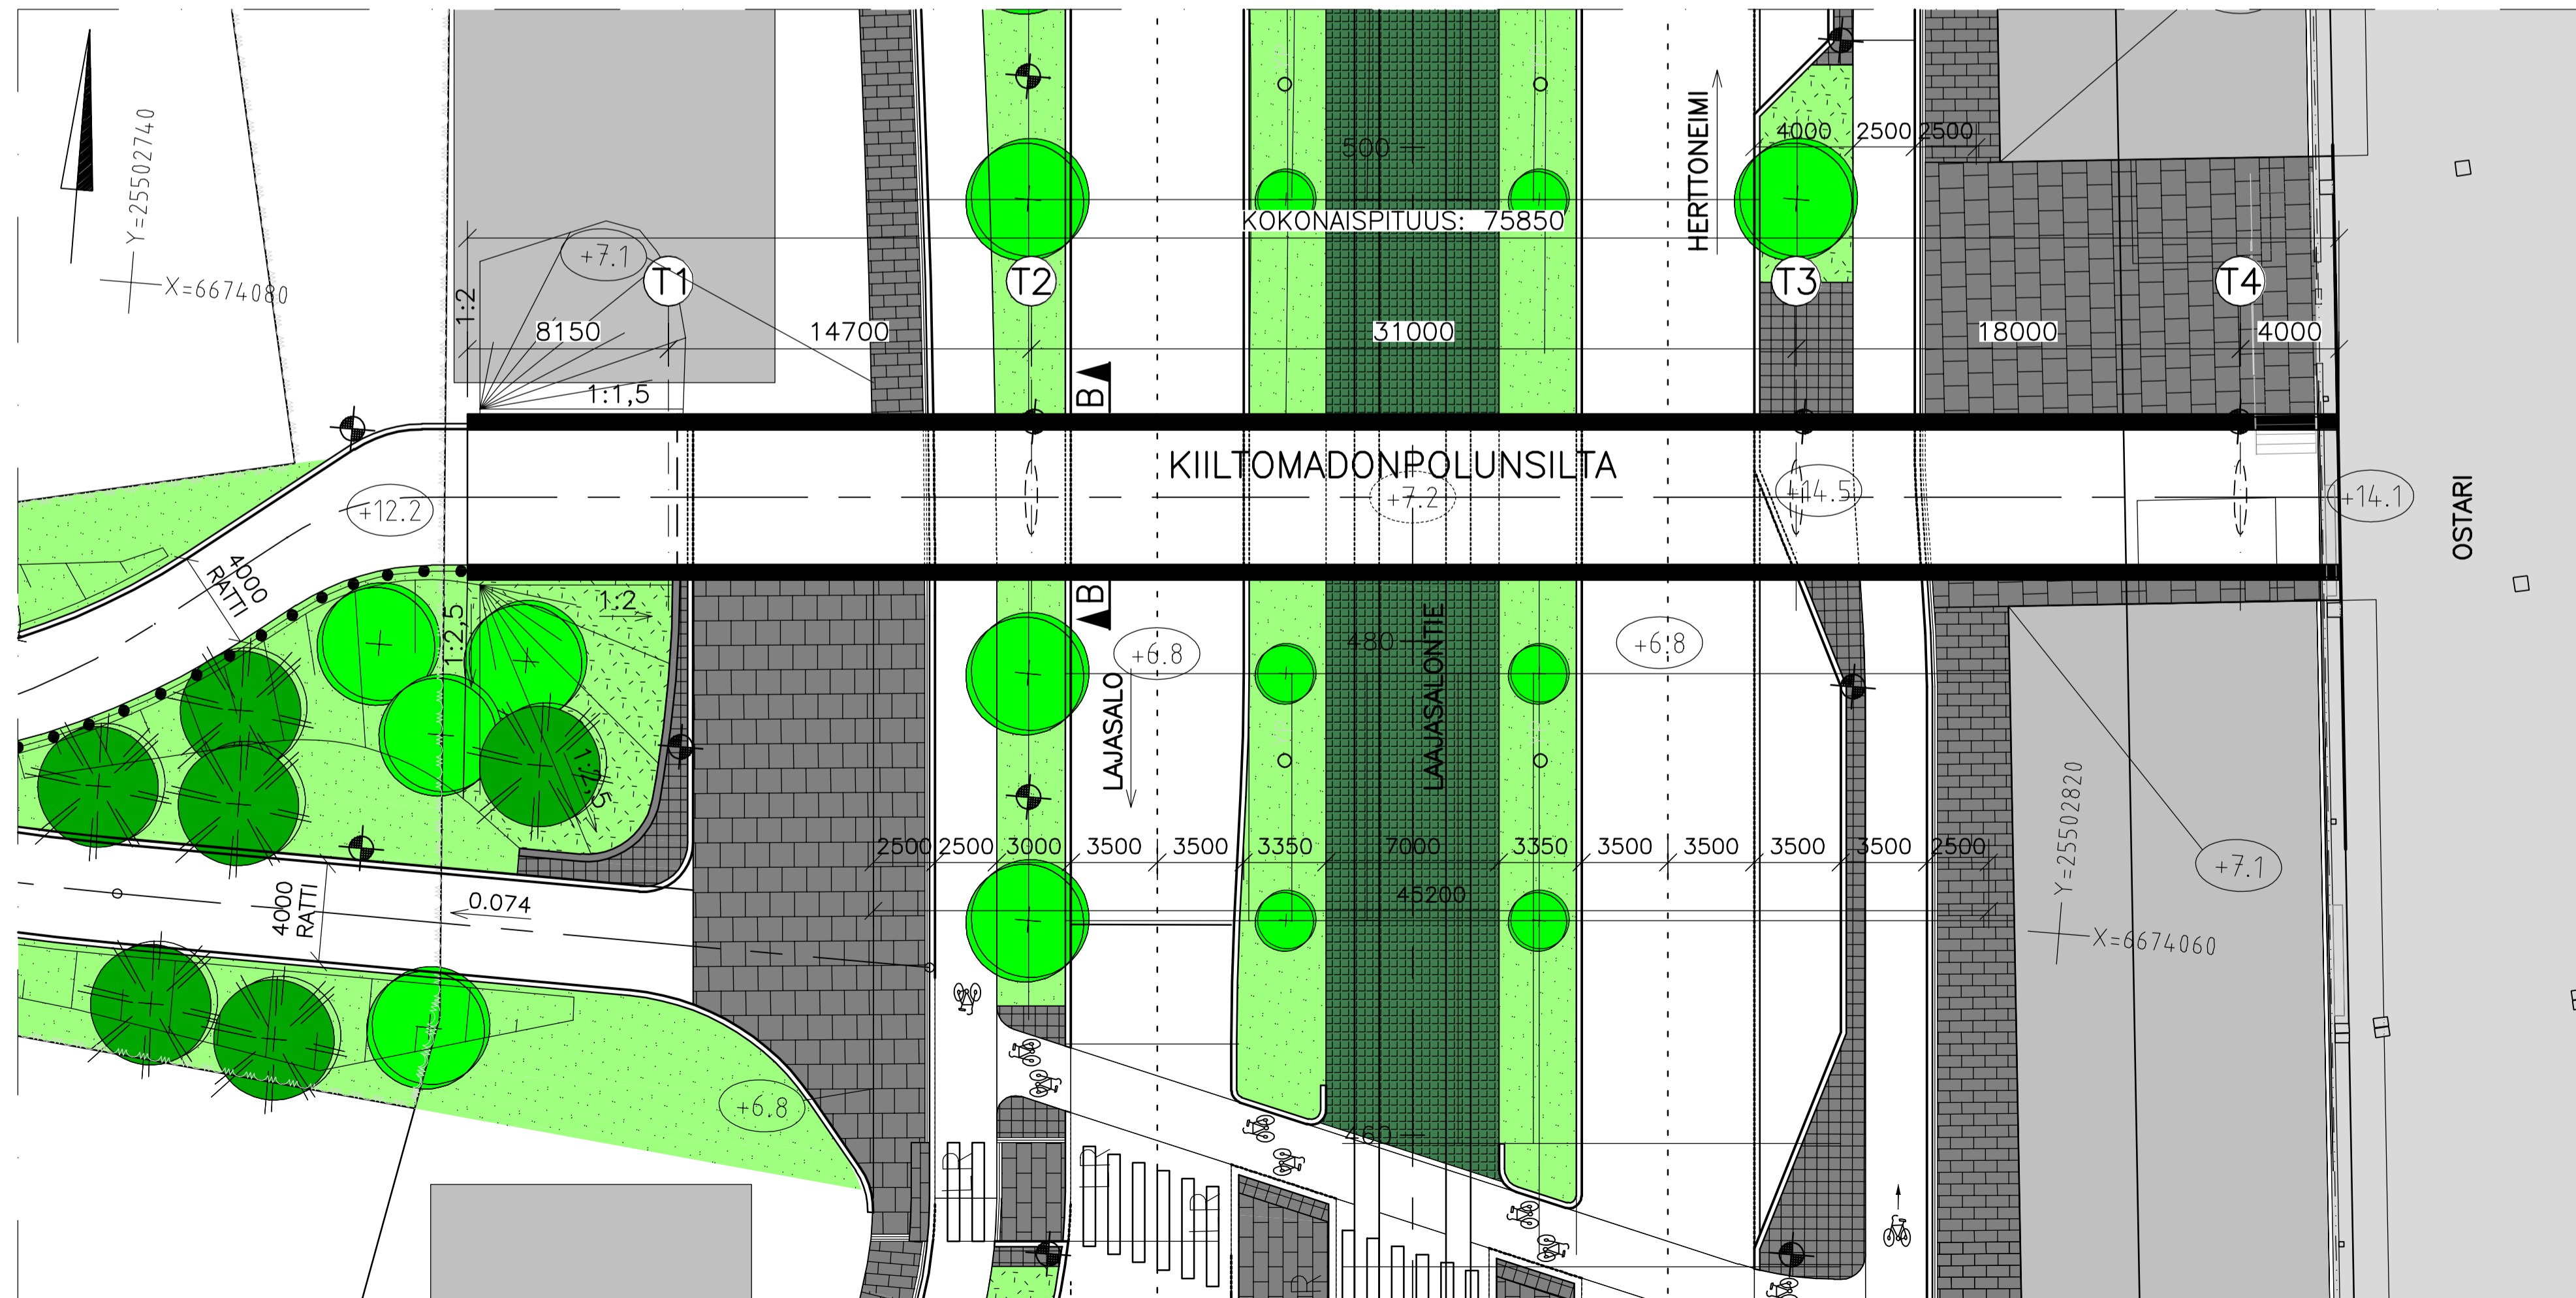 Y=25502740
X=6674080
500
4000 2500 2500
HERTTONEIMI
KOKONAISPITUUS: 75850
+7.1
T1
T2
T3
T4
1:2
8150
14700
31000
18000
4000
1:1,5
B
KIILTOMADONPOLUNSILTA
+12.2
+7.2
+14.5
+14.1
OSTARI
4000
RATTI
1:2,5
1:2
B
LAJASALO
+6.8
480
LAAJASALONTIE
+6.8
1:2,5
Y=25502820
X=6674060
2500 2500 3000 3500 3500 3350 7000 3350 3500 3500 3500 3500 2500
45200
+7.1
4000
RATTI
0.074
+6.8
460